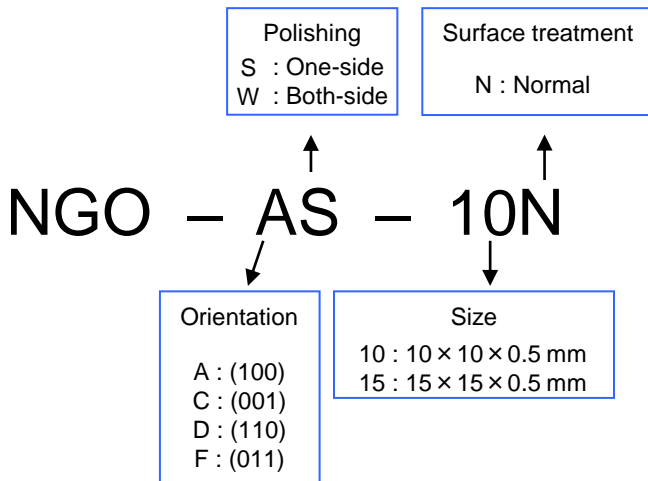 Polishing
S : One-side
W : Both-side
Surface treatment
N : Normal
NGO – AS – 10N
Orientation
A : (100)
C : (001)
D : (110)
F : (011)
Size
10 : 10×10×0.5 mm
15 : 15×15×0.5 mm